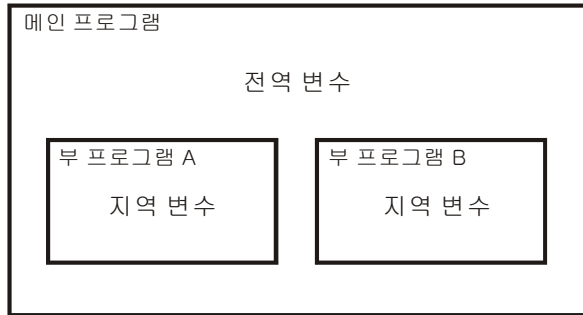 메인 프로그램
전역 변수
부 프로그램 A
지역 변수
부 프로그램 B
지역 변수